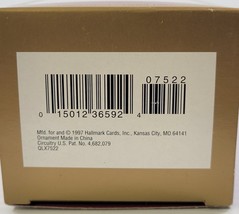 07522
0 15012 36592 4
Mfd. for and © 1997 Hallmark Cards, Inc., Kansas City, MO 64141
Ornament Made in China
Circuitry U.S. Pat. No. 4,682,079
QLX7522